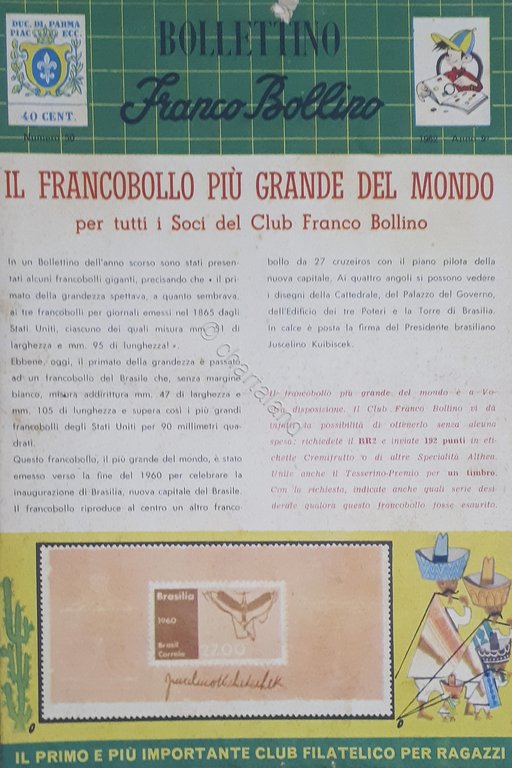 DUC. DI PARMA
PIAC. ECC.
40 CENT.
BOLLETTINO
Franco Bollino
Numero 30
1962 - Anno 9°
IL FRANCOBOLLO PIÙ GRANDE DEL MONDO
per tutti i Soci del Club Franco Bollino
In un Bollettino dell'anno scorso sono stati presen-
tati alcuni francobolli giganti, precisando che « il pri-
mato della grandezza spettava, a quanto sembrava,
ai tre francobolli per giornali emessi nel 1865 dagli
Stati Uniti, ciascuno dei quali misura mm. 51 di
larghezza e mm. 95 di lunghezza! ».
Ebbene, oggi, il primato della grandezza è passato
ad un francobollo del Brasile che, senza margine
bianco, misura addirittura mm. 47 di larghezza e
mm. 105 di lunghezza e supera così i più grandi
francobolli degli Stati Uniti per 90 millimetri qua-
drati.
Questo francobollo, il più grande del mondo, è stato
emesso verso la fine del 1960 per celebrare la
inaugurazione di Brasilia, nuova capitale del Brasile.
Il francobollo riproduce al centro un altro franco-
bollo da 27 cruzeiros con il piano pilota della
nuova capitale. Ai quattro angoli si possono vedere
i disegni della Cattedrale, del Palazzo del Governo,
dell'Edificio dei tre Poteri e la Torre di Brasilia.
In calce è posta la firma del Presidente brasiliano
Juscelino Kuibiscek.
Il francobollo più grande del mondo è a Vo-
stra disposizione. Il Club Franco Bollino vi dà
infatti la possibilità di ottenerlo senza alcuna
spesa: richiedete il RR2 e inviate 192 punti in eti-
chette Cremifrutto o di altre Specialità Althea.
Unite anche il Tesserino-Premio per un timbro.
Con la richiesta, indicate anche quali serie desi-
derate qualora questo francobollo fosse esaurito.
© chartaland
Brasilia
1960
Brasil
Correio
27.00
IL PRIMO E PIÙ IMPORTANTE CLUB FILATELICO PER RAGAZZI